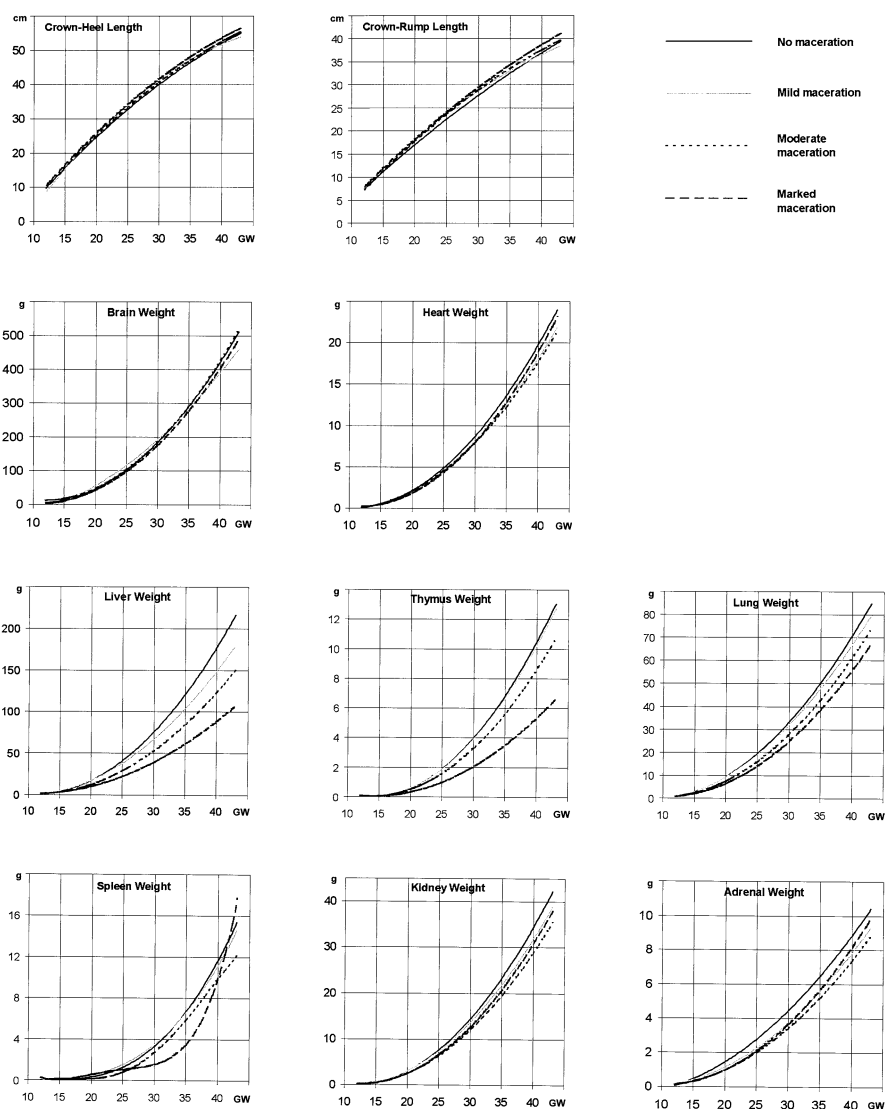 cm
Crown-Heel Length
50
40
30
20
10
0
10 15 20 25 30 35 40 GW
cm
Crown-Rump Length
40
35
30
25
20
15
10
5
0
10 15 20 25 30 35 40 GW
No maceration
Mild maceration
Moderate
maceration
Marked
maceration
g
Brain Weight
500
400
300
200
100
0
10 15 20 25 30 35 40 GW
g
Heart Weight
20
15
10
5
0
10 15 20 25 30 35 40 GW
g
Liver Weight
200
150
100
50
0
10 15 20 25 30 35 40 GW
g
Thymus Weight
12
10
8
6
4
2
0
10 15 20 25 30 35 40 GW
g
Lung Weight
80
70
60
50
40
30
20
10
0
10 15 20 25 30 35 40 GW
g
Spleen Weight
16
12
8
4
0
10 15 20 25 30 35 40 GW
g
Kidney Weight
40
30
20
10
0
10 15 20 25 30 35 40 GW
g
Adrenal Weight
10
8
6
4
2
0
10 15 20 25 30 35 40 GW